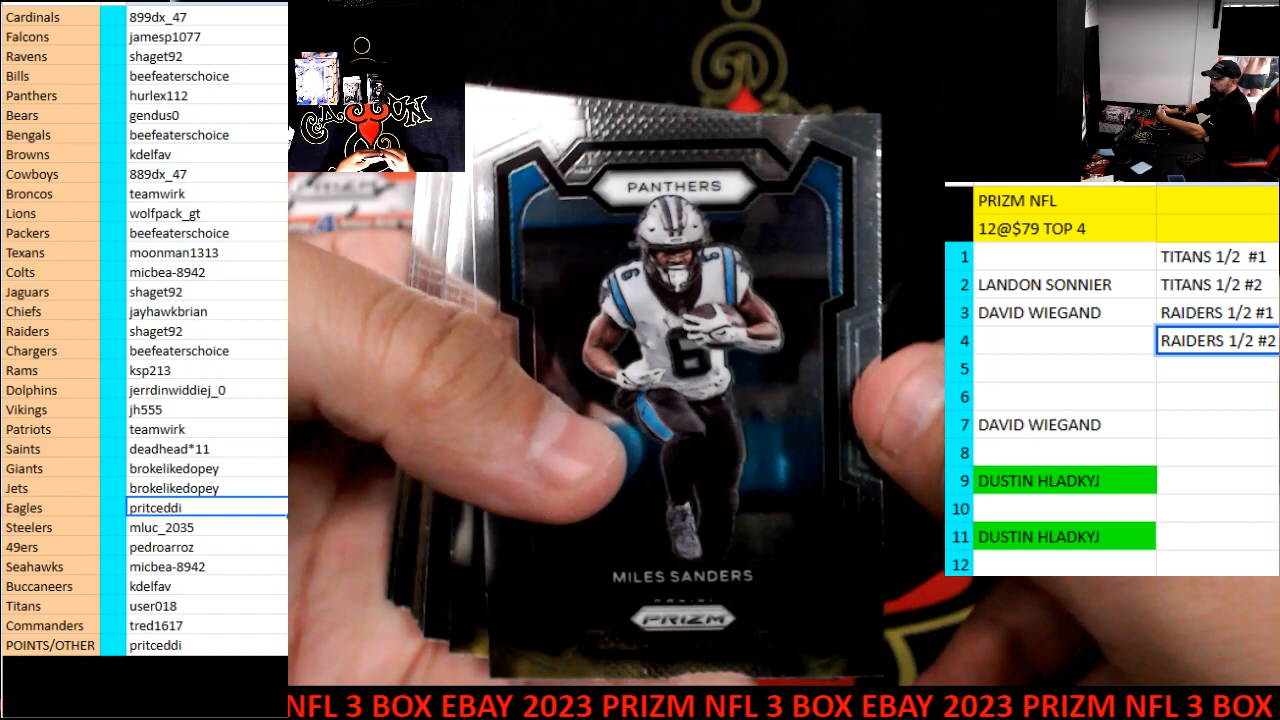 Cardinals 899dx_47
Falcons jamesp1077
Ravens shaget92
Bills beefeaterschoice
Panthers hurlex112
Bears gendus0
Bengals beefeaterschoice
Browns kdelfav
Cowboys 889dx_47
Broncos teamwirk
Lions wolfpack_gt
Packers beefeaterschoice
Texans moonman1313
Colts micbea-8942
Jaguars shaget92
Chiefs jayhawkbrian
Raiders shaget92
Chargers beefeaterschoice
Rams ksp213
Dolphins jerrdinwiddiej_0
Vikings jh555
Patriots teamwirk
Saints deadhead*11
Giants brokelikedopey
Jets brokelikedopey
Eagles pritceddi
Steelers mluc_2035
49ers pedroarroz
Seahawks micbea-8942
Buccaneers kdelfav
Titans user018
Commanders tred1617
POINTS/OTHER pritceddi
PANTHERS
6
6
MILES SANDERS
PANINI
PRIZM
PRIZM NFL
12@$79 TOP 4
1 TITANS 1/2 #1
2 LANDON SONNIER TITANS 1/2 #2
3 DAVID WIEGAND RAIDERS 1/2 #1
4 RAIDERS 1/2 #2
5
6
7 DAVID WIEGAND
8
9 DUSTIN HLADKYJ
10
11 DUSTIN HLADKYJ
12
NFL 3 BOX EBAY 2023 PRIZM NFL 3 BOX EBAY 2023 PRIZM NFL 3 BOX